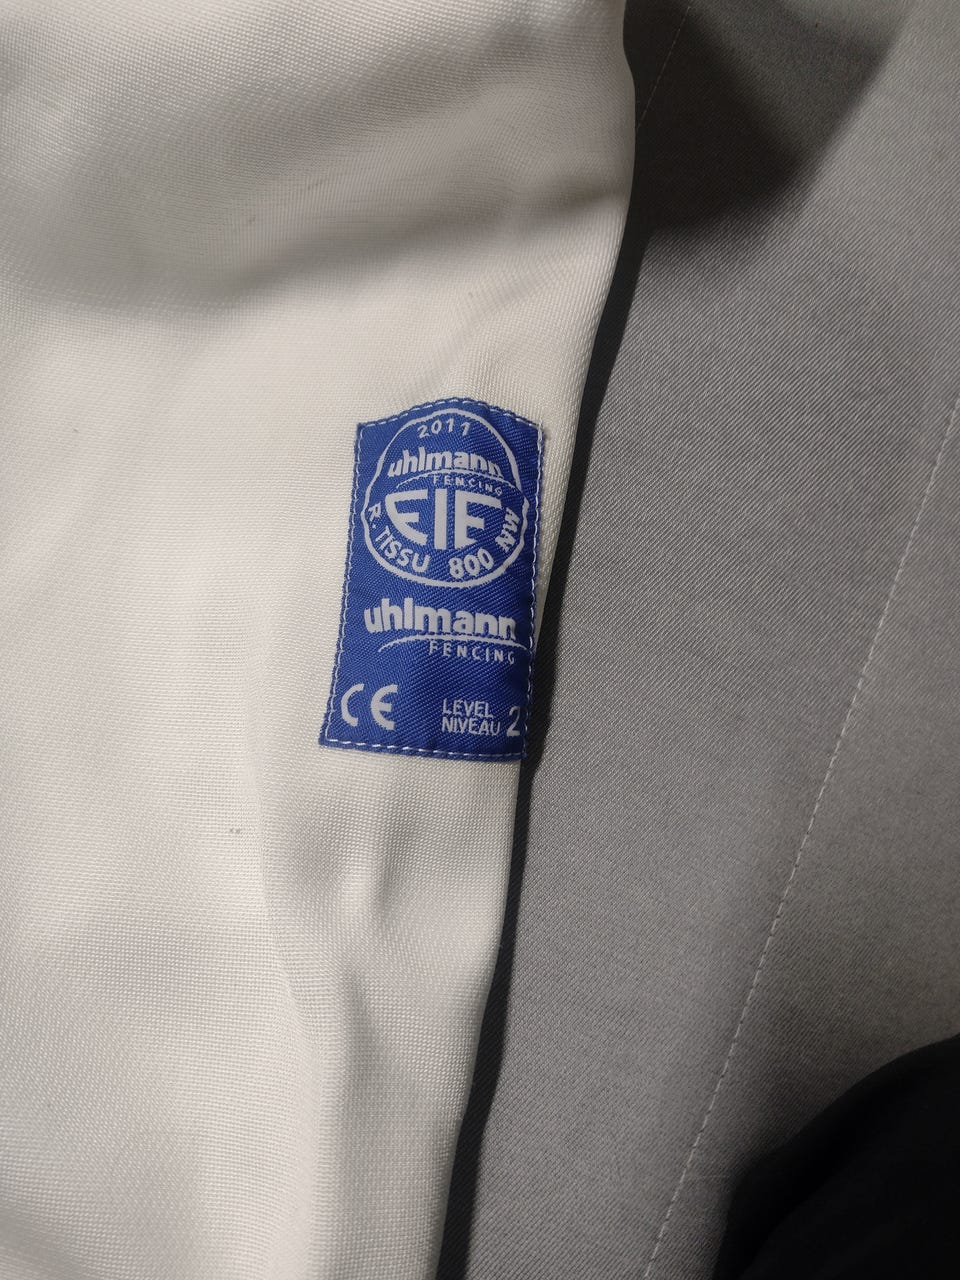 2011
uhlmann
FENCING
FIE
R. TISSU 800 NW
uhlmann
FENCING
CE LEVEL
NIVEAU 2